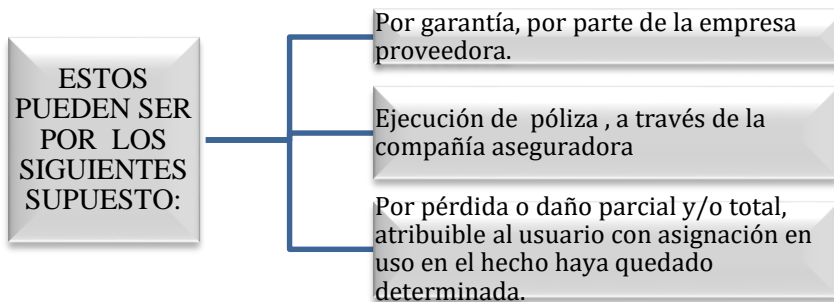 ESTOS
PUEDEN SER
POR LOS
SIGUIENTES
SUPUESTO:
Por garantía, por parte de la empresa
proveedora.
Ejecución de póliza , a través de la
compañía aseguradora
Por pérdida o daño parcial y/o total,
atribuible al usuario con asignación en
uso en el hecho haya quedado
determinada.